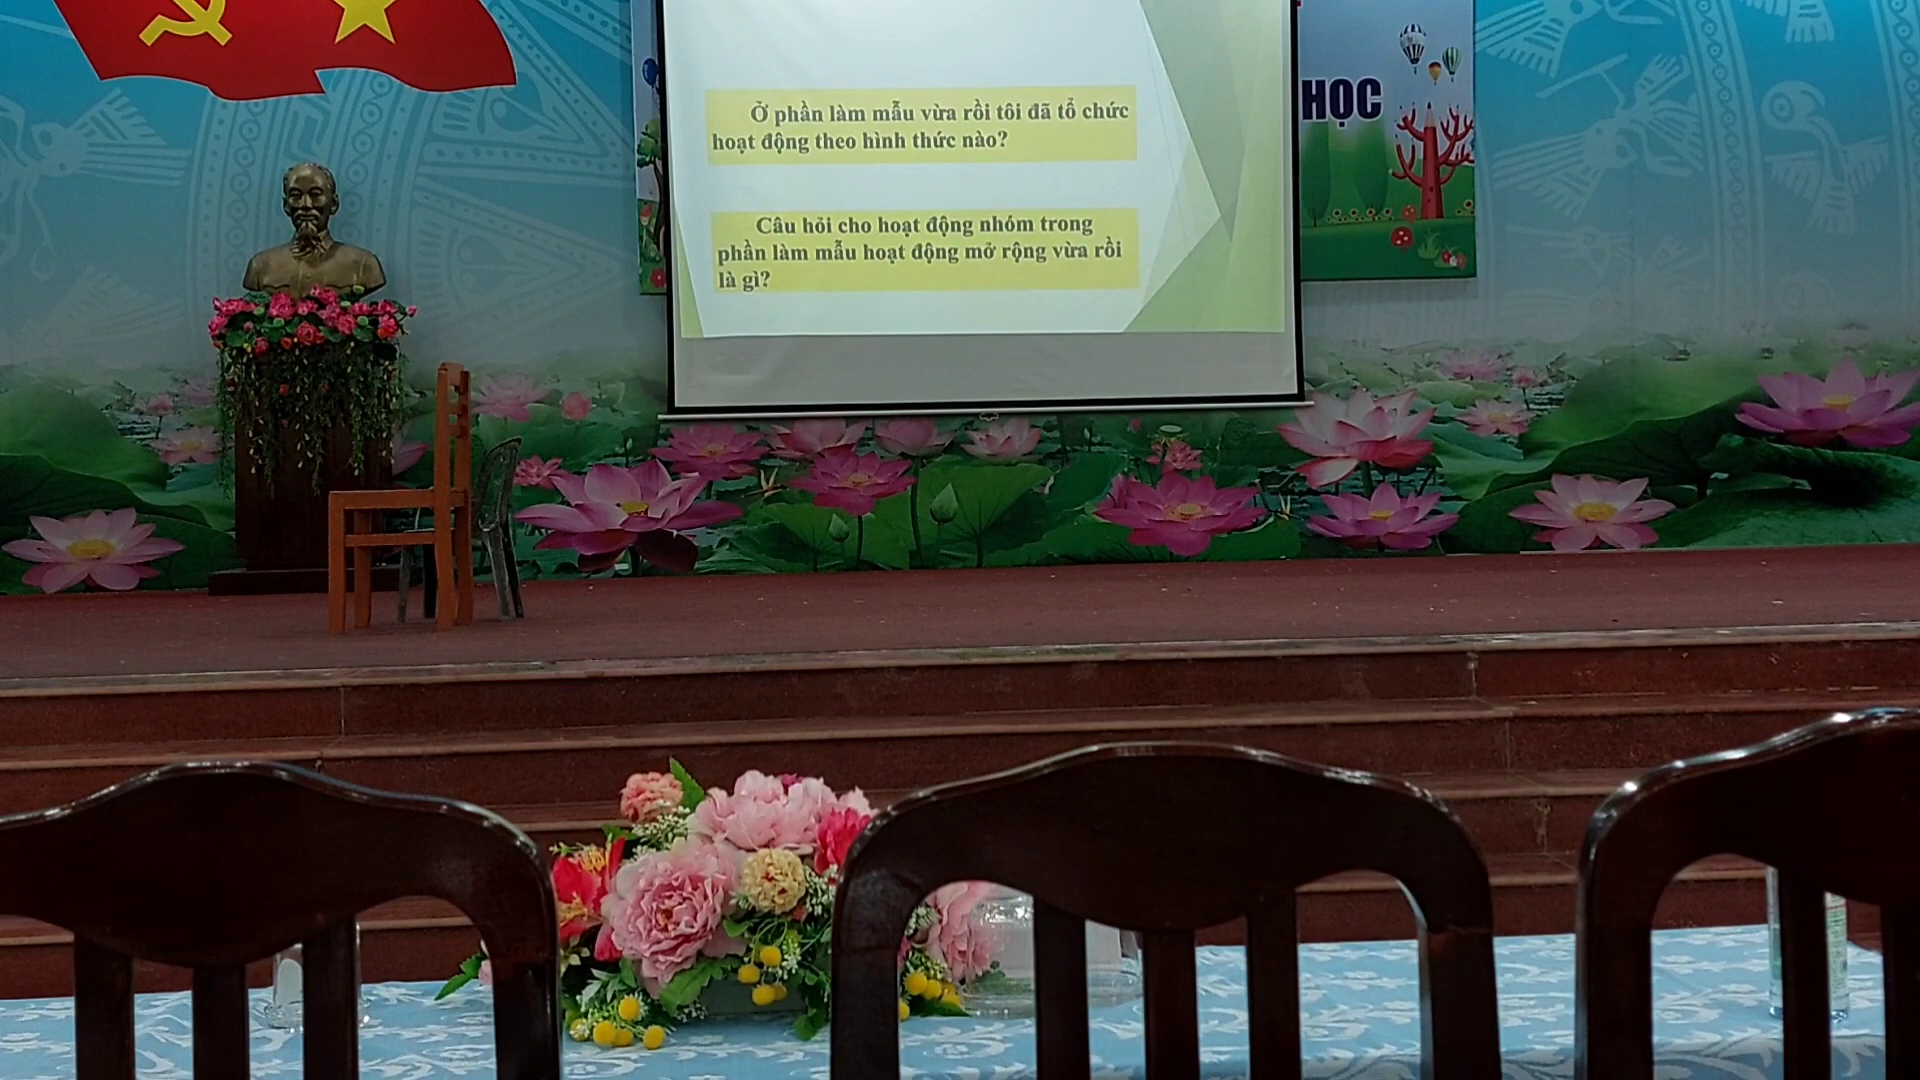 Ở phần làm mẫu vừa rồi tôi đã tổ chức
hoạt động theo hình thức nào?
Câu hỏi cho hoạt động nhóm trong
phần làm mẫu hoạt động mở rộng vừa rồi
là gì?
HỌC